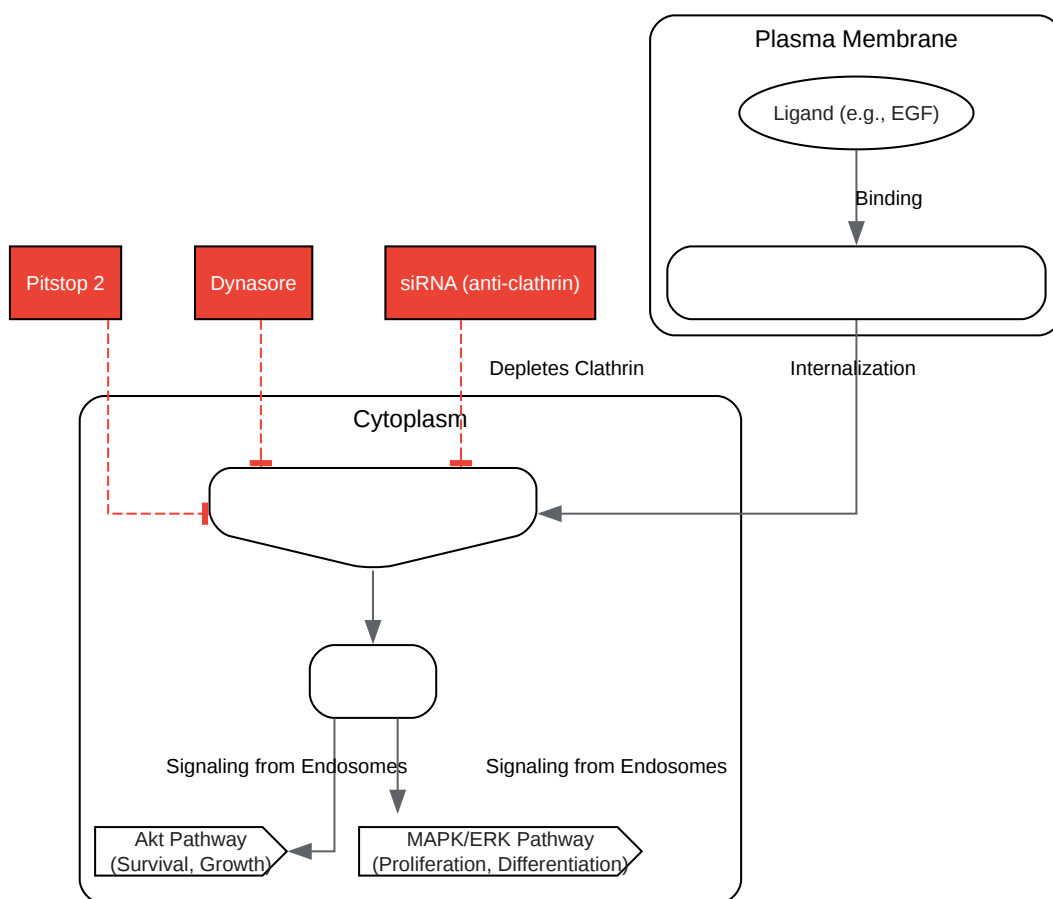 Plasma Membrane
Ligand (e.g., EGF)
Binding
Pitstop 2
Dynasore
siRNA (anti-clathrin)
Depletes Clathrin
Internalization
Cytoplasm
Signaling from Endosomes
Signaling from Endosomes
Akt Pathway
(Survival, Growth)
MAPK/ERK Pathway
(Proliferation, Differentiation)